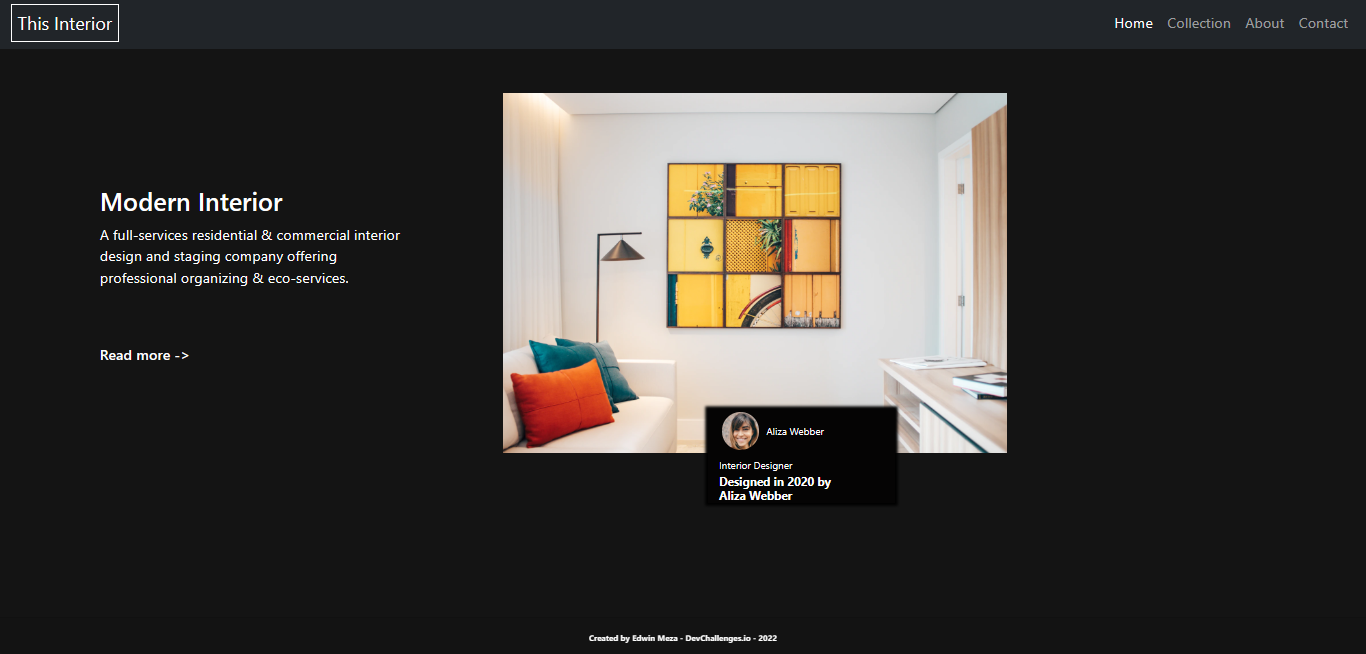 This Interior
Home Collection About Contact
Modern Interior
A full-services residential & commercial interior
design and staging company offering
professional organizing & eco-services.
Read more ->
Aliza Webber
Interior Designer
Designed in 2020 by
Aliza Webber
Created by Edwin Meza - DevChallenges.io - 2022